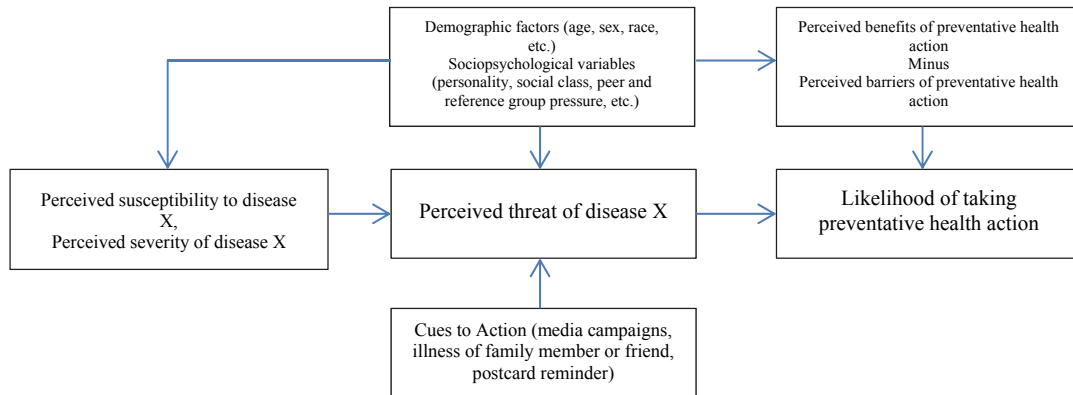 Demographic factors (age, sex, race,
etc.)
Sociopsychological variables
(personality, social class, peer and
reference group pressure, etc.)
Perceived benefits of preventative health
action
Minus
Perceived barriers of preventative health
action
Perceived susceptibility to disease
X,
Perceived severity of disease X
Perceived threat of disease X
Likelihood of taking
preventative health action
Cues to Action (media campaigns,
illness of family member or friend,
postcard reminder)